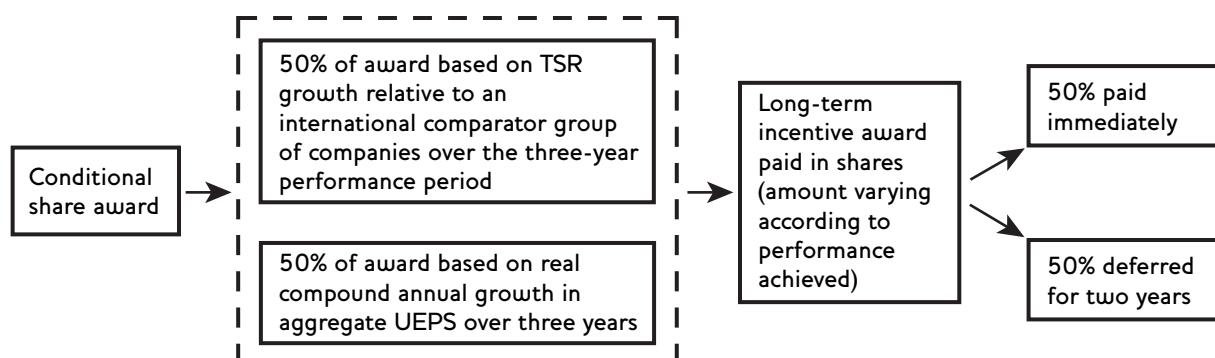 Conditional
share award
50% of award based on TSR
growth relative to an
international comparator group
of companies over the three-year
performance period
50% of award based on real
compound annual growth in
aggregate UEPS over three years
Long-term
incentive award
paid in shares
(amount varying
according to
performance
achieved)
50% paid
immediately
50% deferred
for two years